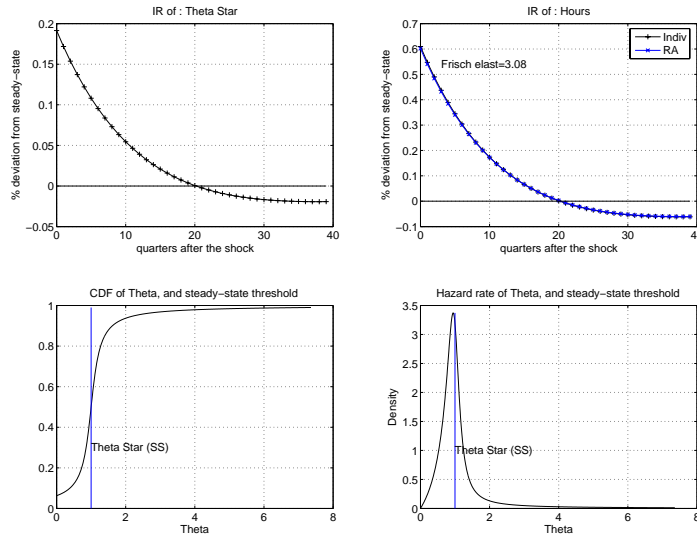 IR of : Theta Star
0.2
0.15
0.1
0.05
0
−0.05
% deviation from steady−state
0 10 20 30 40
quarters after the shock
IR of : Hours
0.7
0.6
0.5
0.4
0.3
0.2
0.1
0
−0.1
% deviation from steady−state
Frisch elast=3.08
Indiv
RA
0 10 20 30 40
quarters after the shock
CDF of Theta, and steady−state threshold
1
0.8
0.6
0.4
0.2
0
Theta Star (SS)
0 2 4 6 8
Theta
Hazard rate of Theta, and steady−state threshold
3.5
3
2.5
2
1.5
1
0.5
0
Density
Theta Star (SS)
0 2 4 6 8
Theta